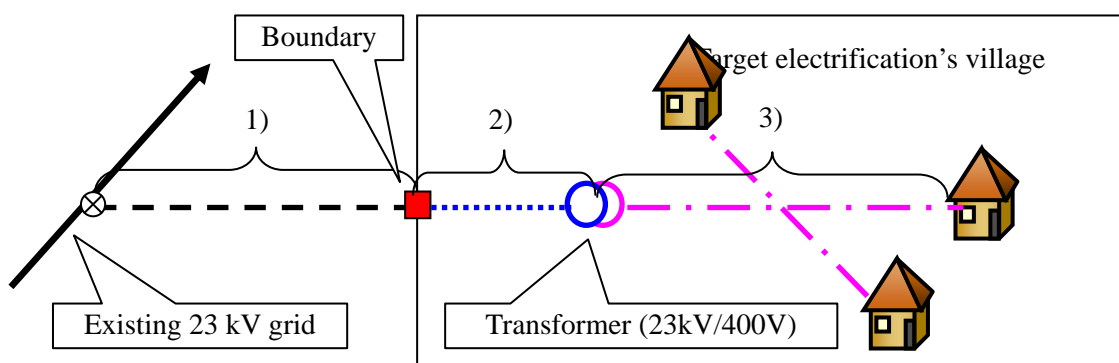 Boundary
Target electrification's village
1)
2)
3)
Existing 23 kV grid
Transformer (23kV/400V)